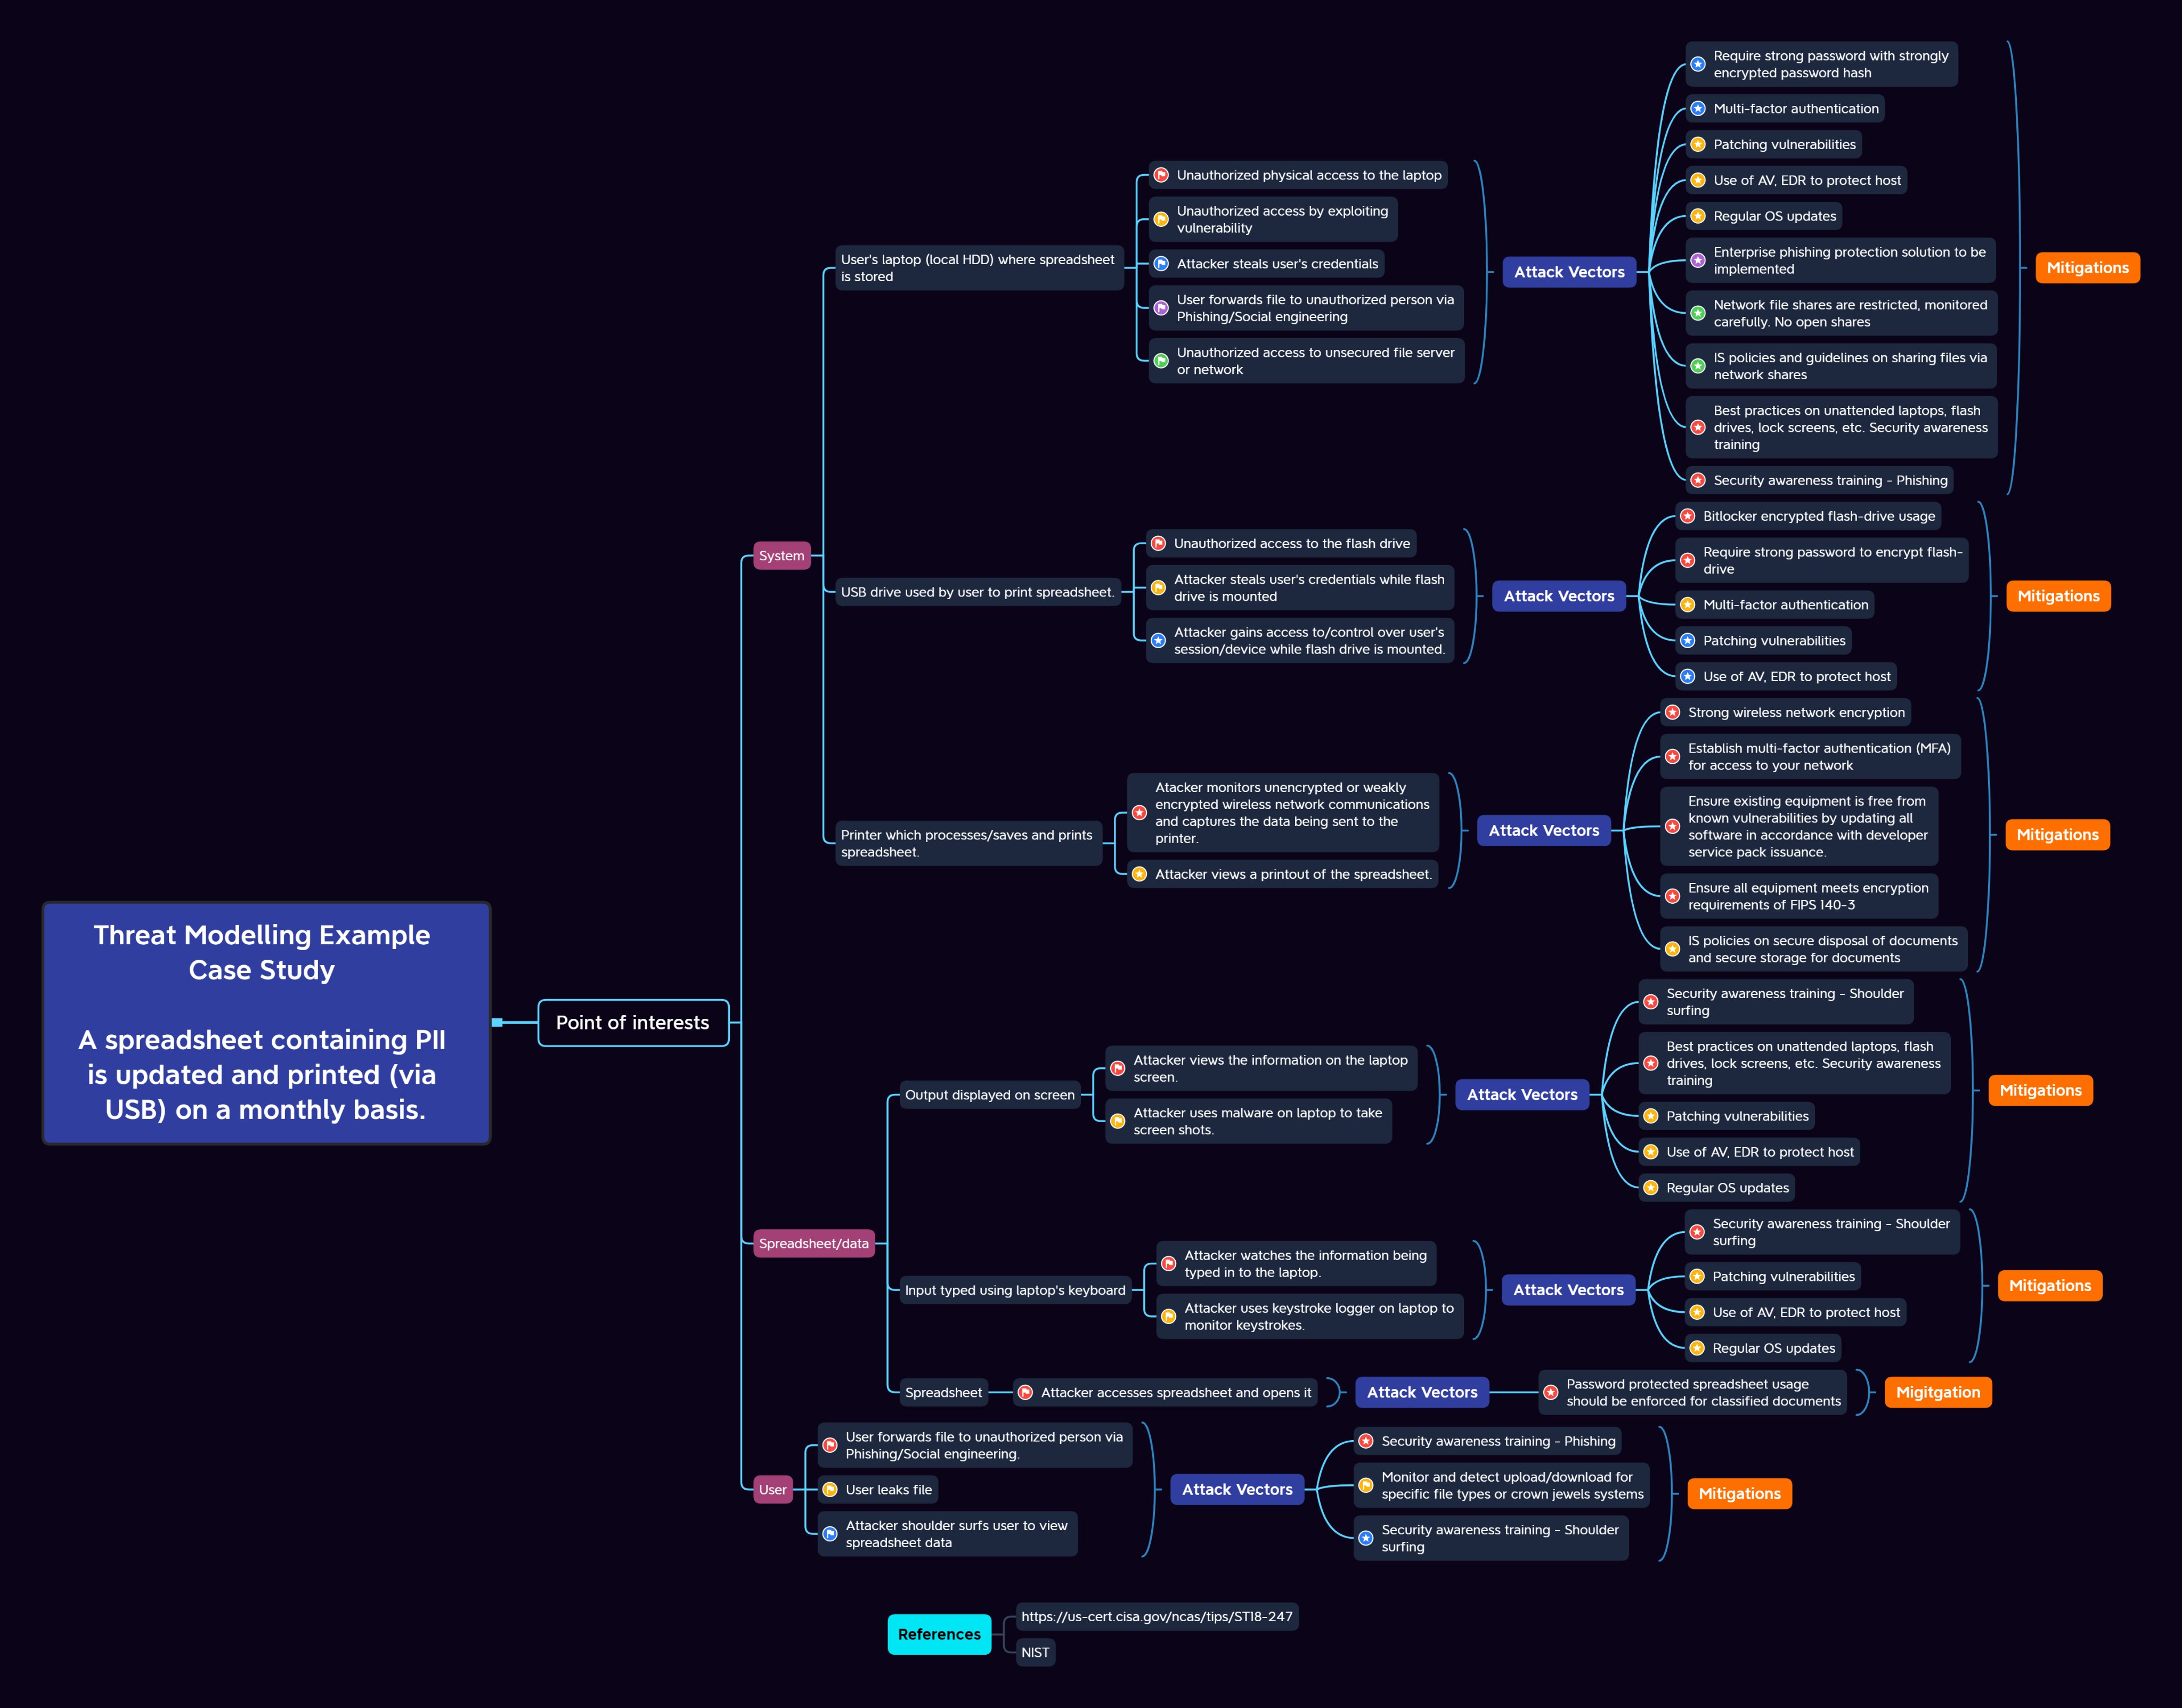 Threat Modelling Example
Case Study
A spreadsheet containing PII
is updated and printed (via
USB) on a monthly basis.
Point of interests
System
User's laptop (local HDD) where spreadsheet
is stored
Unauthorized physical access to the laptop
Unauthorized access by exploiting
vulnerability
Attacker steals user's credentials
User forwards file to unauthorized person via
Phishing/Social engineering
Unauthorized access to unsecured file server
or network
Attack Vectors
Require strong password with strongly
encrypted password hash
Multi-factor authentication
Patching vulnerabilities
Use of AV, EDR to protect host
Regular OS updates
Enterprise phishing protection solution to be
implemented
Network file shares are restricted, monitored
carefully. No open shares
IS policies and guidelines on sharing files via
network shares
Best practices on unattended laptops, flash
drives, lock screens, etc. Security awareness
training
Security awareness training - Phishing
Mitigations
USB drive used by user to print spreadsheet.
Unauthorized access to the flash drive
Attacker steals user's credentials while flash
drive is mounted
Attacker gains access to/control over user's
session/device while flash drive is mounted.
Attack Vectors
Bitlocker encrypted flash-drive usage
Require strong password to encrypt flash-
drive
Multi-factor authentication
Patching vulnerabilities
Use of AV, EDR to protect host
Mitigations
Printer which processes/saves and prints
spreadsheet.
Atacker monitors unencrypted or weakly
encrypted wireless network communications
and captures the data being sent to the
printer.
Attacker views a printout of the spreadsheet.
Attack Vectors
Strong wireless network encryption
Establish multi-factor authentication (MFA)
for access to your network
Ensure existing equipment is free from
known vulnerabilities by updating all
software in accordance with developer
service pack issuance.
Ensure all equipment meets encryption
requirements of FIPS 140-3
IS policies on secure disposal of documents
and secure storage for documents
Mitigations
Spreadsheet/data
Output displayed on screen
Attacker views the information on the laptop
screen.
Attacker uses malware on laptop to take
screen shots.
Attack Vectors
Security awareness training - Shoulder
surfing
Best practices on unattended laptops, flash
drives, lock screens, etc. Security awareness
training
Patching vulnerabilities
Use of AV, EDR to protect host
Regular OS updates
Mitigations
Input typed using laptop's keyboard
Attacker watches the information being
typed in to the laptop.
Attacker uses keystroke logger on laptop to
monitor keystrokes.
Attack Vectors
Security awareness training - Shoulder
surfing
Patching vulnerabilities
Use of AV, EDR to protect host
Regular OS updates
Mitigations
Spreadsheet
Attacker accesses spreadsheet and opens it
Attack Vectors
Password protected spreadsheet usage
should be enforced for classified documents
Migitgation
User
User forwards file to unauthorized person via
Phishing/Social engineering.
User leaks file
Attacker shoulder surfs user to view
spreadsheet data
Attack Vectors
Security awareness training - Phishing
Monitor and detect upload/download for
specific file types or crown jewels systems
Security awareness training - Shoulder
surfing
Mitigations
References
https://us-cert.cisa.gov/ncas/tips/ST18-247
NIST